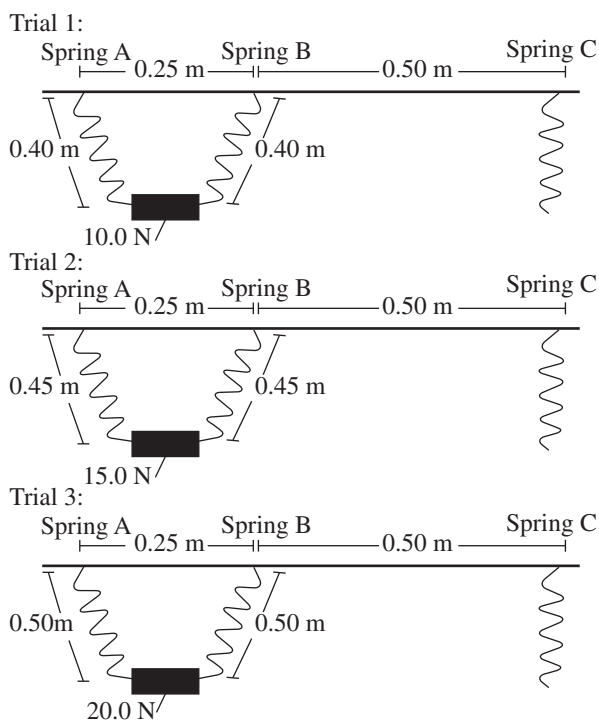 Trial 1:
Spring A Spring B Spring C
0.25 m 0.50 m
0.40 m 0.40 m
10.0 N
Trial 2:
Spring A Spring B Spring C
0.25 m 0.50 m
0.45 m 0.45 m
15.0 N
Trial 3:
Spring A Spring B Spring C
0.25 m 0.50 m
0.50m 0.50 m
20.0 N